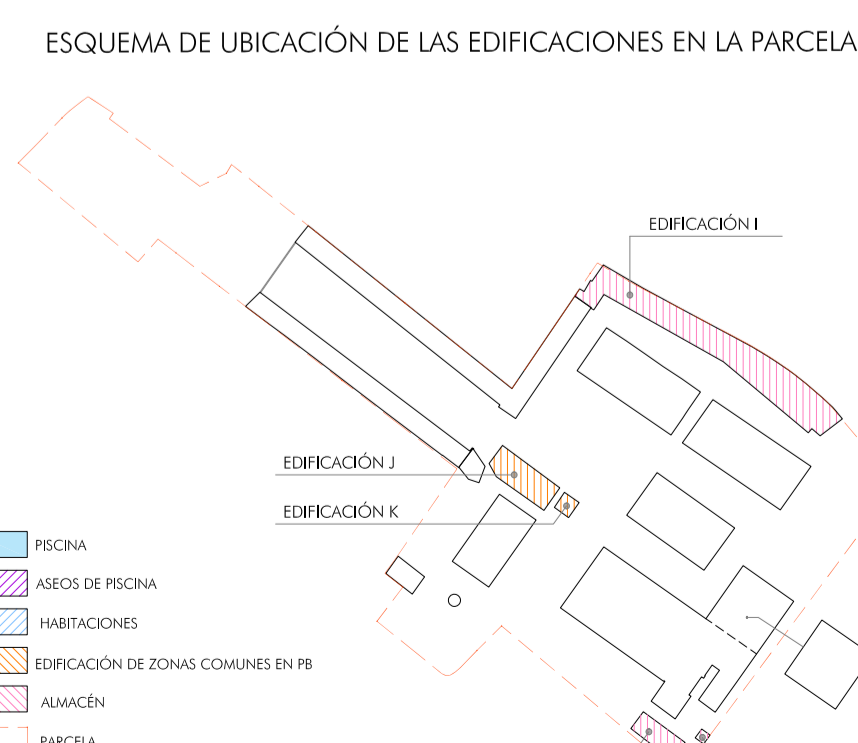 ESQUEMA DE UBICACIÓN DE LAS EDIFICACIONES EN LA PARCELA
EDIFICACIÓN I
EDIFICACIÓN J
EDIFICACIÓN K
PISCINA
ASEOS DE PISCINA
HABITACIONES
EDIFICACIÓN DE ZONAS COMUNES EN PB
ALMACÉN
PARCELA